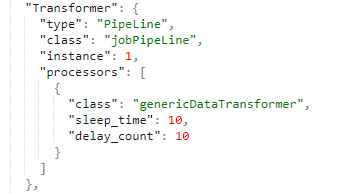 "Transformer": {
"type": "PipeLine",
"class": "jobPipeLine",
"instance": 1,
"processors": [
{
"class": "genericDataTransformer",
"sleep_time": 10,
"delay_count": 10
}
]
},